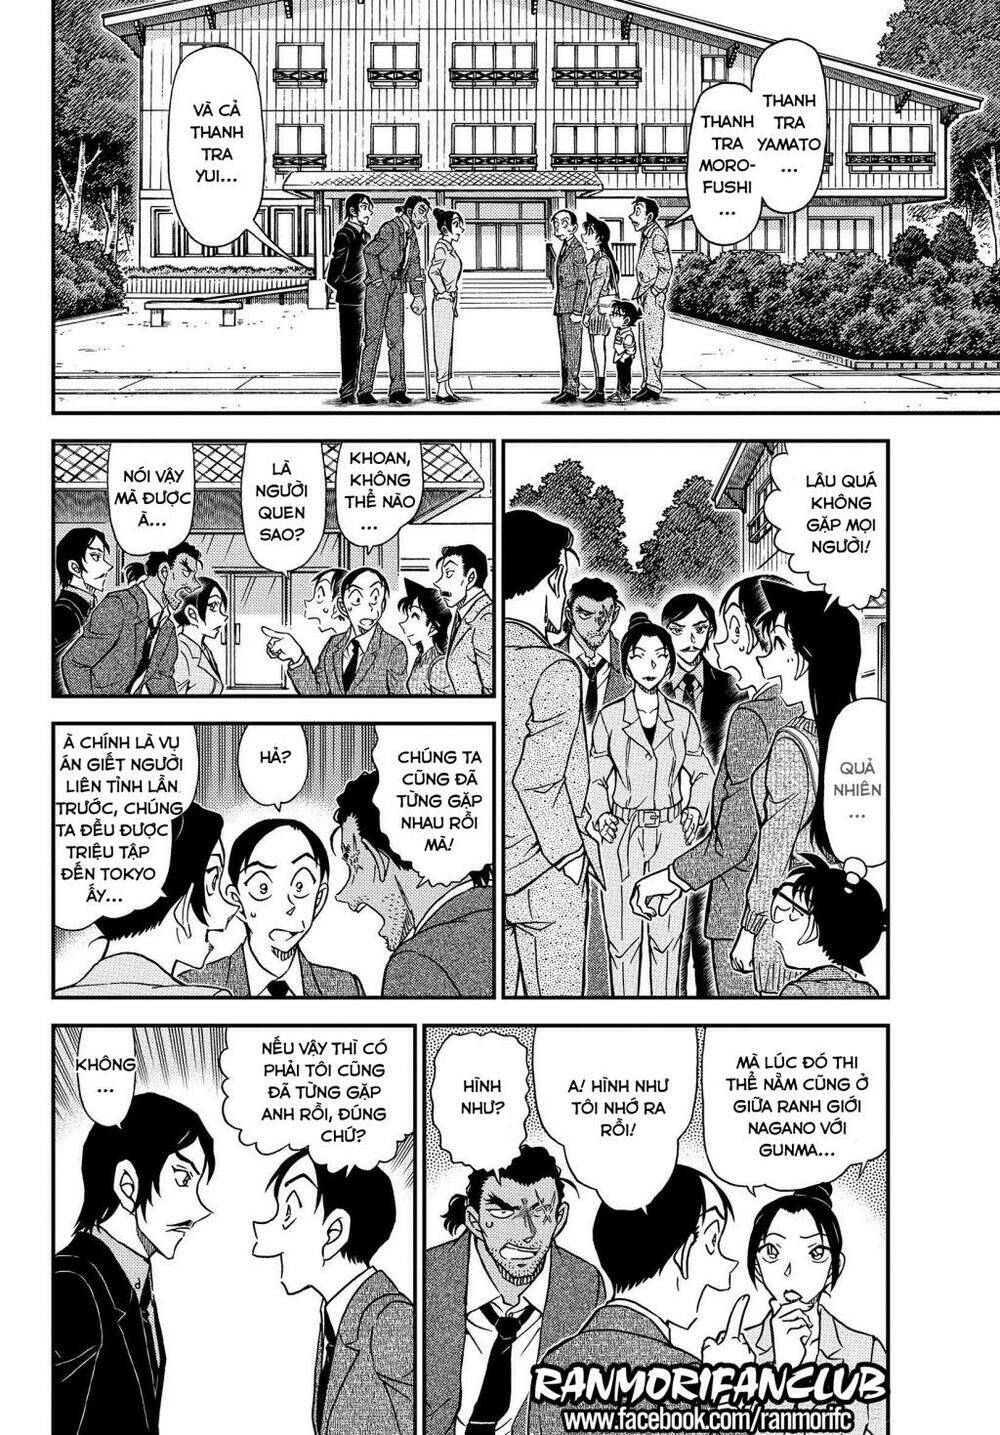 THANH
TRA
YAMATO
...
THANH
TRA
MORO-
FUSHI
...
VÀ CẢ
THANH
TRA
YUI...
LÂU QUÁ
KHÔNG
GẶP MỌI
NGƯỜI!
QUẢ
NHIÊN
...
KHOAN,
KHÔNG
THỂ NÀO
...
LÀ
NGƯỜI
QUEN
SAO?
NÓI VẬY
MÀ ĐƯỢC
À...
CHÚNG TA
CŨNG ĐÃ
TỪNG GẶP
NHAU RỒI
MÀ!
HẢ?
À CHÍNH LÀ VỤ
ÁN GIẾT NGƯỜI
LIÊN TỈNH LẦN
TRƯỚC, CHÚNG
TA ĐỀU ĐƯỢC
TRIỆU TẬP
ĐẾN TOKYO
ẤY...
MÀ LÚC ĐÓ THI
THỂ NẰM CŨNG Ở
GIỮA RANH GIỚI
NAGANO VỚI
GUNMA...
A! HÌNH NHƯ
TÔI NHỚ RA
RỒI!
HÌNH
NHƯ?
NẾU VẬY THÌ CÓ
PHẢI TÔI CŨNG
ĐÃ TỪNG GẶP
ANH RỒI, ĐÚNG
CHỨ?
KHÔNG
...
RANMORIFANCLUB
www.facebook.com/ranmorifc